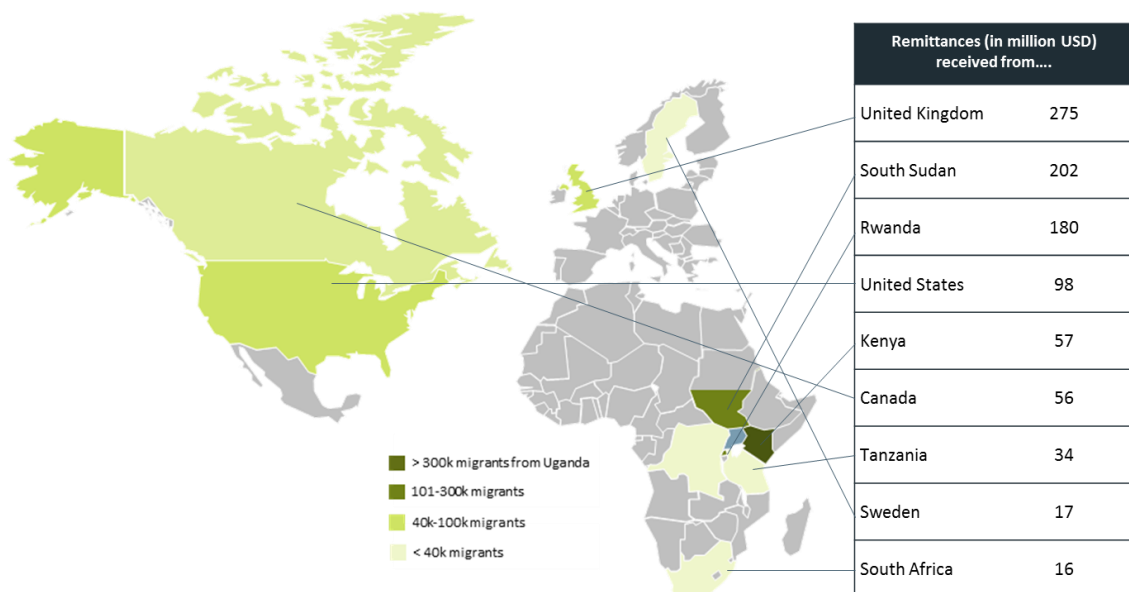 Remittances (in million USD)
received from....
United Kingdom 275
South Sudan 202
Rwanda 180
United States 98
Kenya 57
Canada 56
Tanzania 34
Sweden 17
South Africa 16
> 300k migrants from Uganda
101-300k migrants
40k-100k migrants
< 40k migrants